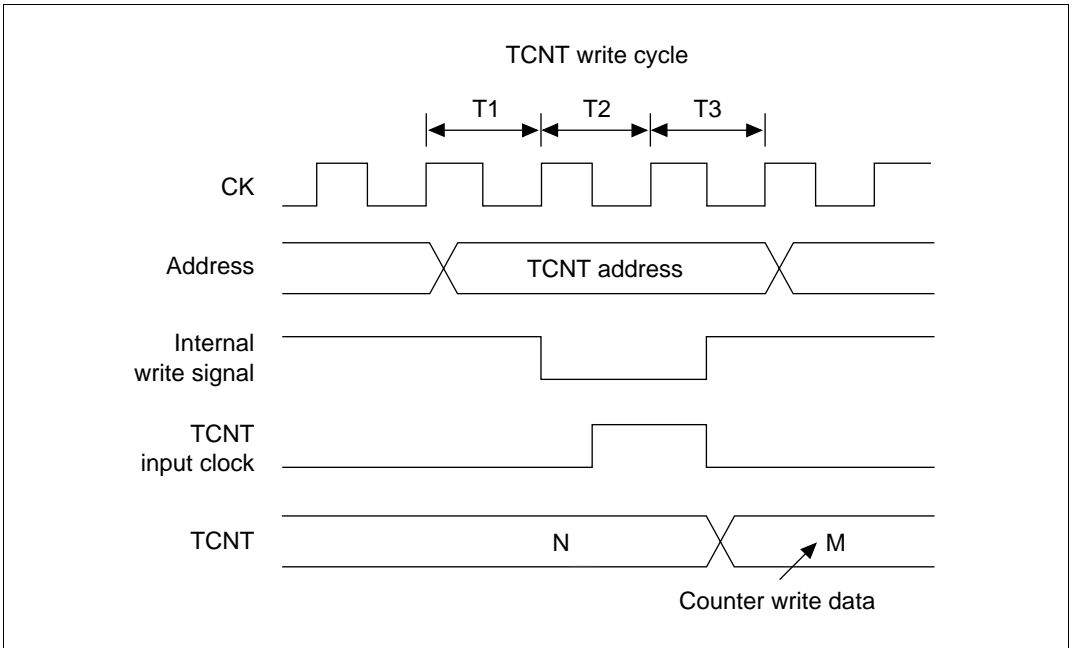 TCNT write cycle
T1 T2 T3
CK
Address
TCNT address
Internal
write signal
TCNT
input clock
TCNT
N
M
Counter write data